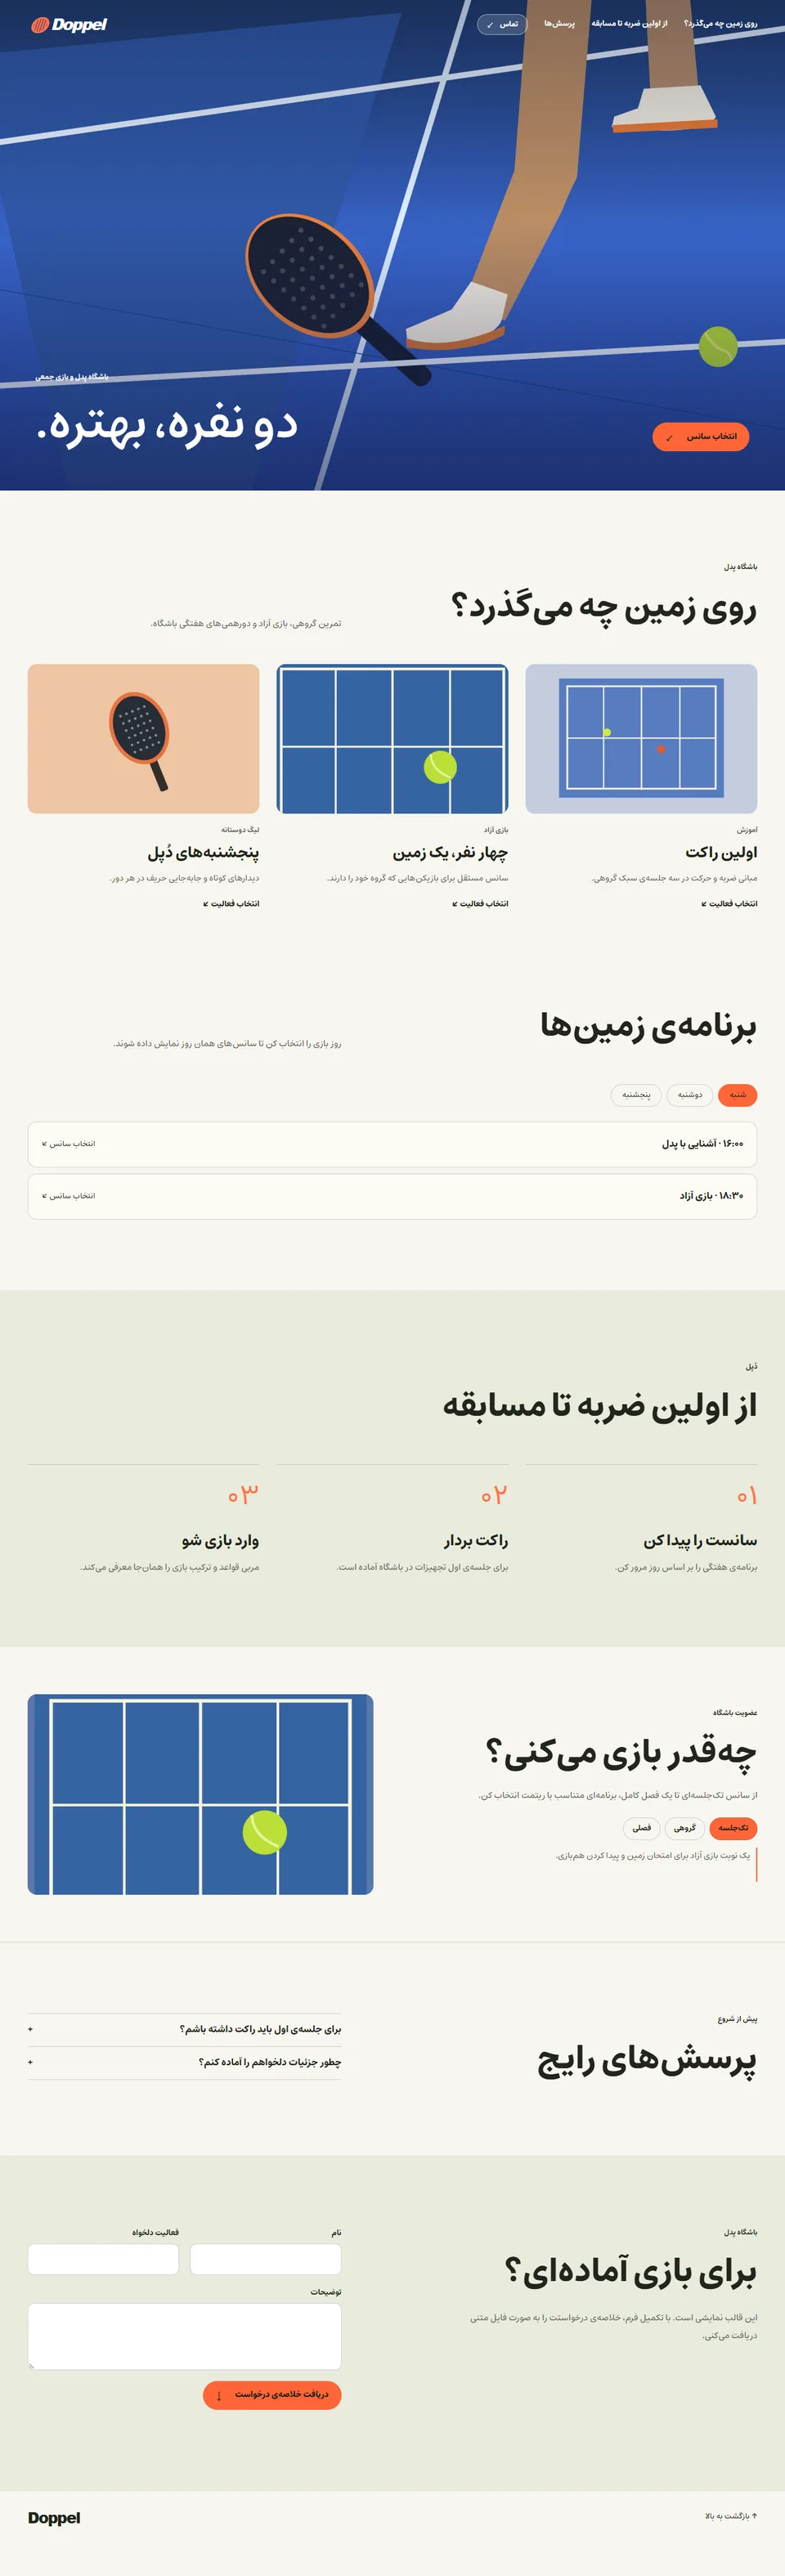 روی زمین چه می‌گذرد؟
از اولین ضربه تا مسابقه
پرسش‌ها
تماس ↙
Doppel
باشگاه پدل و بازی جمعی
دو نفره، بهتره.
انتخاب سانس ↙
باشگاه پدل
روی زمین چه می‌گذرد؟
تمرین گروهی، بازی آزاد و دورهمی‌های هفتگی باشگاه.
آموزش
اولین راکت
مبانی ضربه و حرکت در سه جلسه‌ی سبک گروهی.
انتخاب فعالیت ↙
بازی آزاد
چهار نفر، یک زمین
سانس مستقل برای بازیکن‌هایی که گروه خود را دارند.
انتخاب فعالیت ↙
لیگ دوستانه
پنجشنبه‌های دُپل
دیدارهای کوتاه و جابه‌جایی حریف در هر دور.
انتخاب فعالیت ↙
برنامه‌ی زمین‌ها
روز بازی را انتخاب کن تا سانس‌های همان روز نمایش داده شوند.
شنبه
دوشنبه
پنجشنبه
۱۶:۰۰ · آشنایی با پدل
انتخاب سانس ↙
۱۸:۳۰ · بازی آزاد
انتخاب سانس ↙
دُپل
از اولین ضربه تا مسابقه
۰۱
سانست را پیدا کن
برنامه‌ی هفتگی را بر اساس روز مرور کن.
۰۲
راکت بردار
برای جلسه‌ی اول تجهیزات در باشگاه آماده است.
۰۳
وارد بازی شو
مربی قواعد و ترکیب بازی را همان‌جا معرفی می‌کند.
عضویت باشگاه
چه‌قدر بازی می‌کنی؟
از سانس تک‌جلسه‌ای تا یک فصل کامل، برنامه‌ای متناسب با ریتمت انتخاب کن.
تک‌جلسه
گروهی
فصلی
یک نوبت بازی آزاد برای امتحان زمین و پیدا کردن هم‌بازی.
پیش از شروع
پرسش‌های رایج
برای جلسه‌ی اول باید راکت داشته باشم؟
+
چطور جزئیات دلخواهم را آماده کنم؟
+
باشگاه پدل
برای بازی آماده‌ای؟
این قالب نمایشی است. با تکمیل فرم، خلاصه‌ی درخواستت را به صورت فایل متنی
دریافت می‌کنی.
نام
فعالیت دلخواه
توضیحات
دریافت خلاصه‌ی درخواست ↓
↑ بازگشت به بالا
Doppel